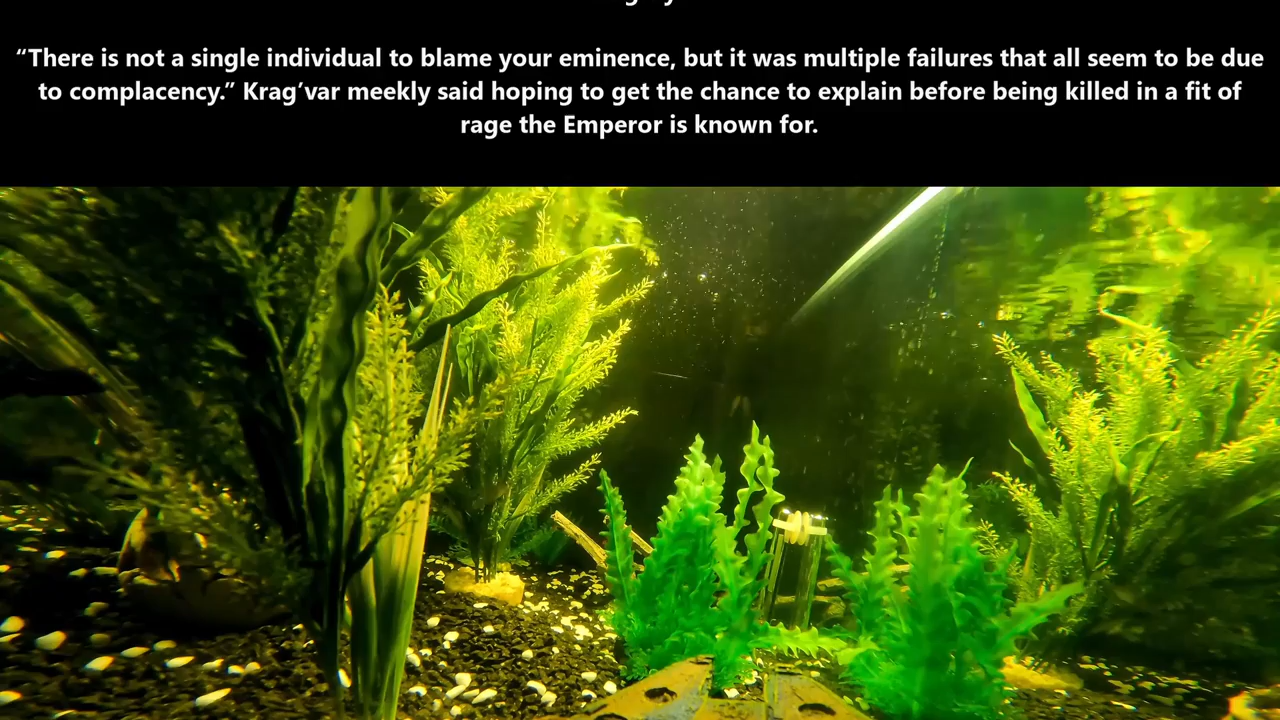 “There is not a single individual to blame your eminence, but it was multiple failures that all seem to be due
to complacency.” Krag’var meekly said hoping to get the chance to explain before being killed in a fit of
rage the Emperor is known for.